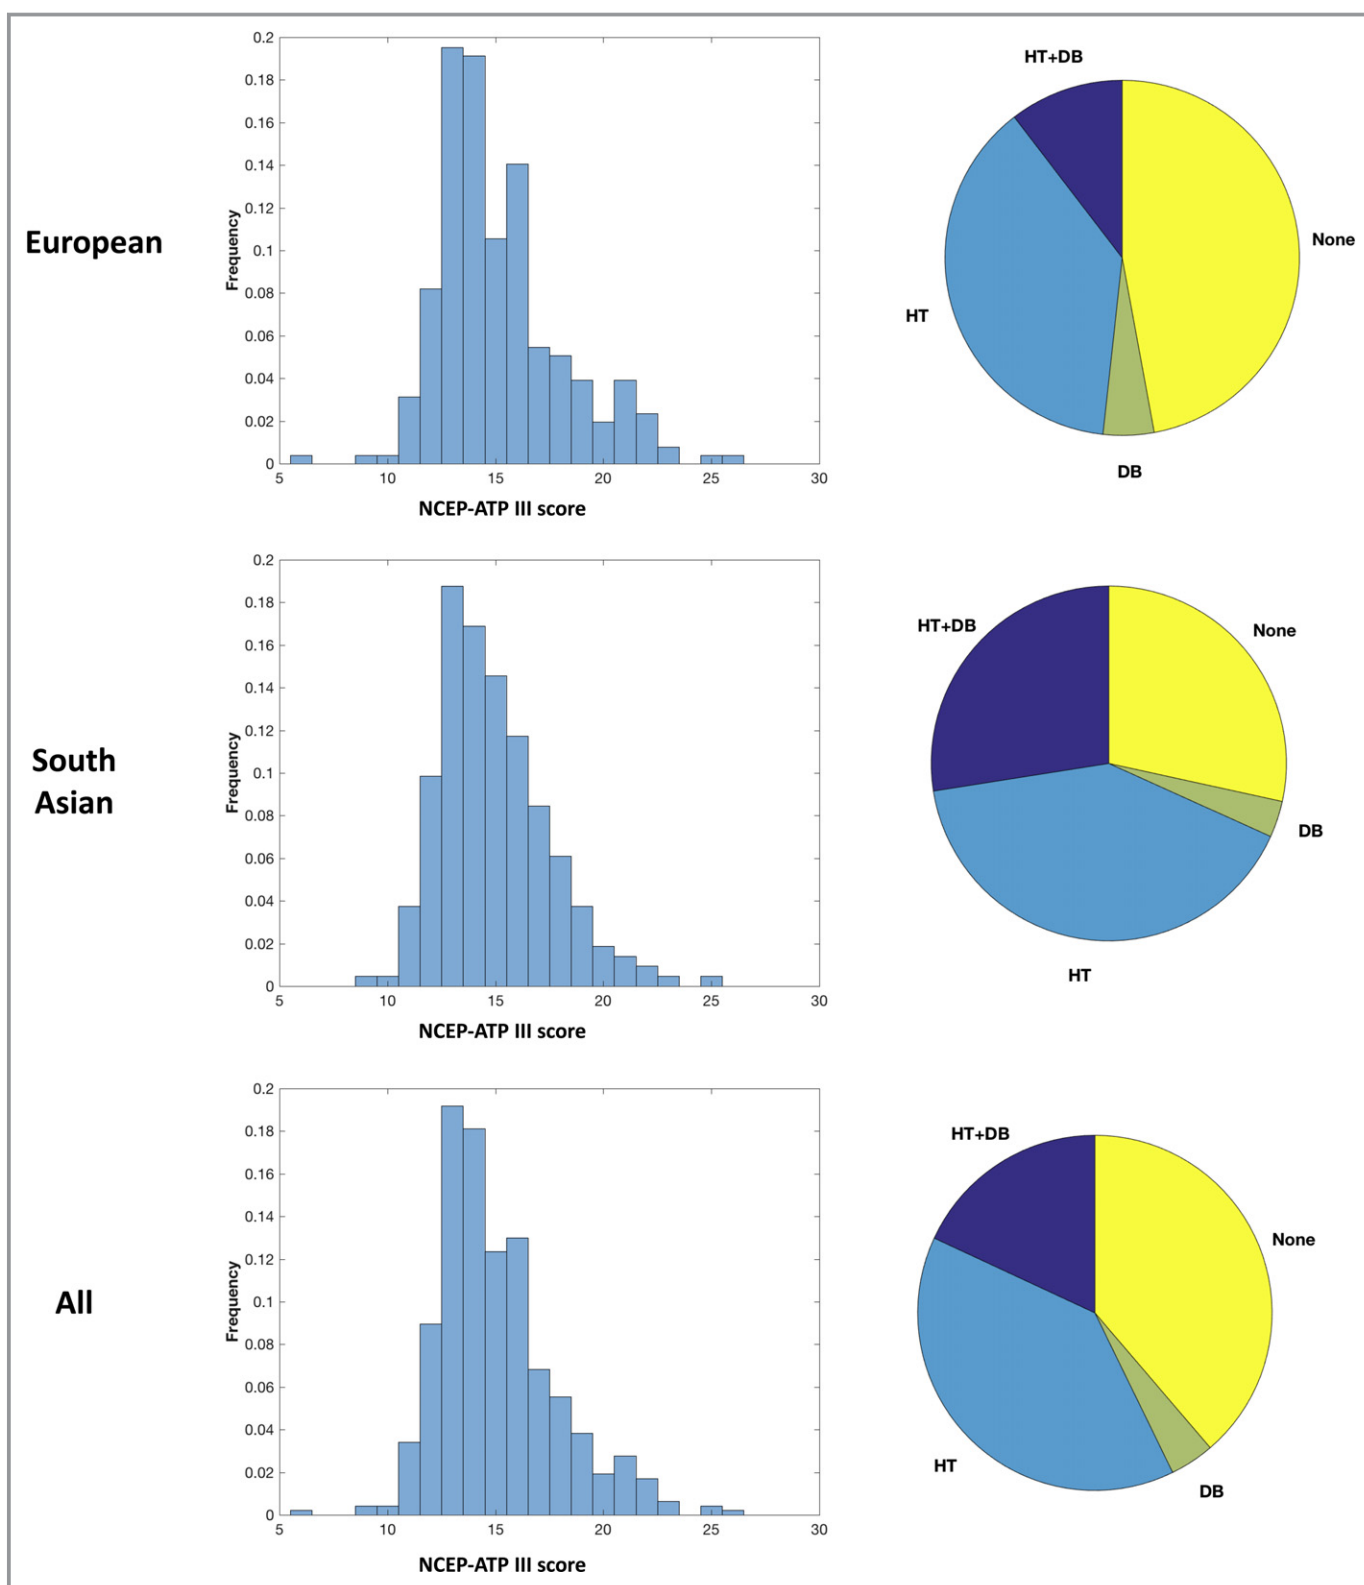 European
0.2
0.18
0.16
0.14
0.12
0.1
0.08
0.06
0.04
0.02
0
Frequency
5 10 15 20 25 30
NCEP-ATP III score
HT+DB
None
HT
DB
South
Asian
0.2
0.18
0.16
0.14
0.12
0.1
0.08
0.06
0.04
0.02
0
Frequency
5 10 15 20 25 30
NCEP-ATP III score
HT+DB
None
DB
HT
All
0.2
0.18
0.16
0.14
0.12
0.1
0.08
0.06
0.04
0.02
0
Frequency
5 10 15 20 25 30
NCEP-ATP III score
HT+DB
None
HT
DB